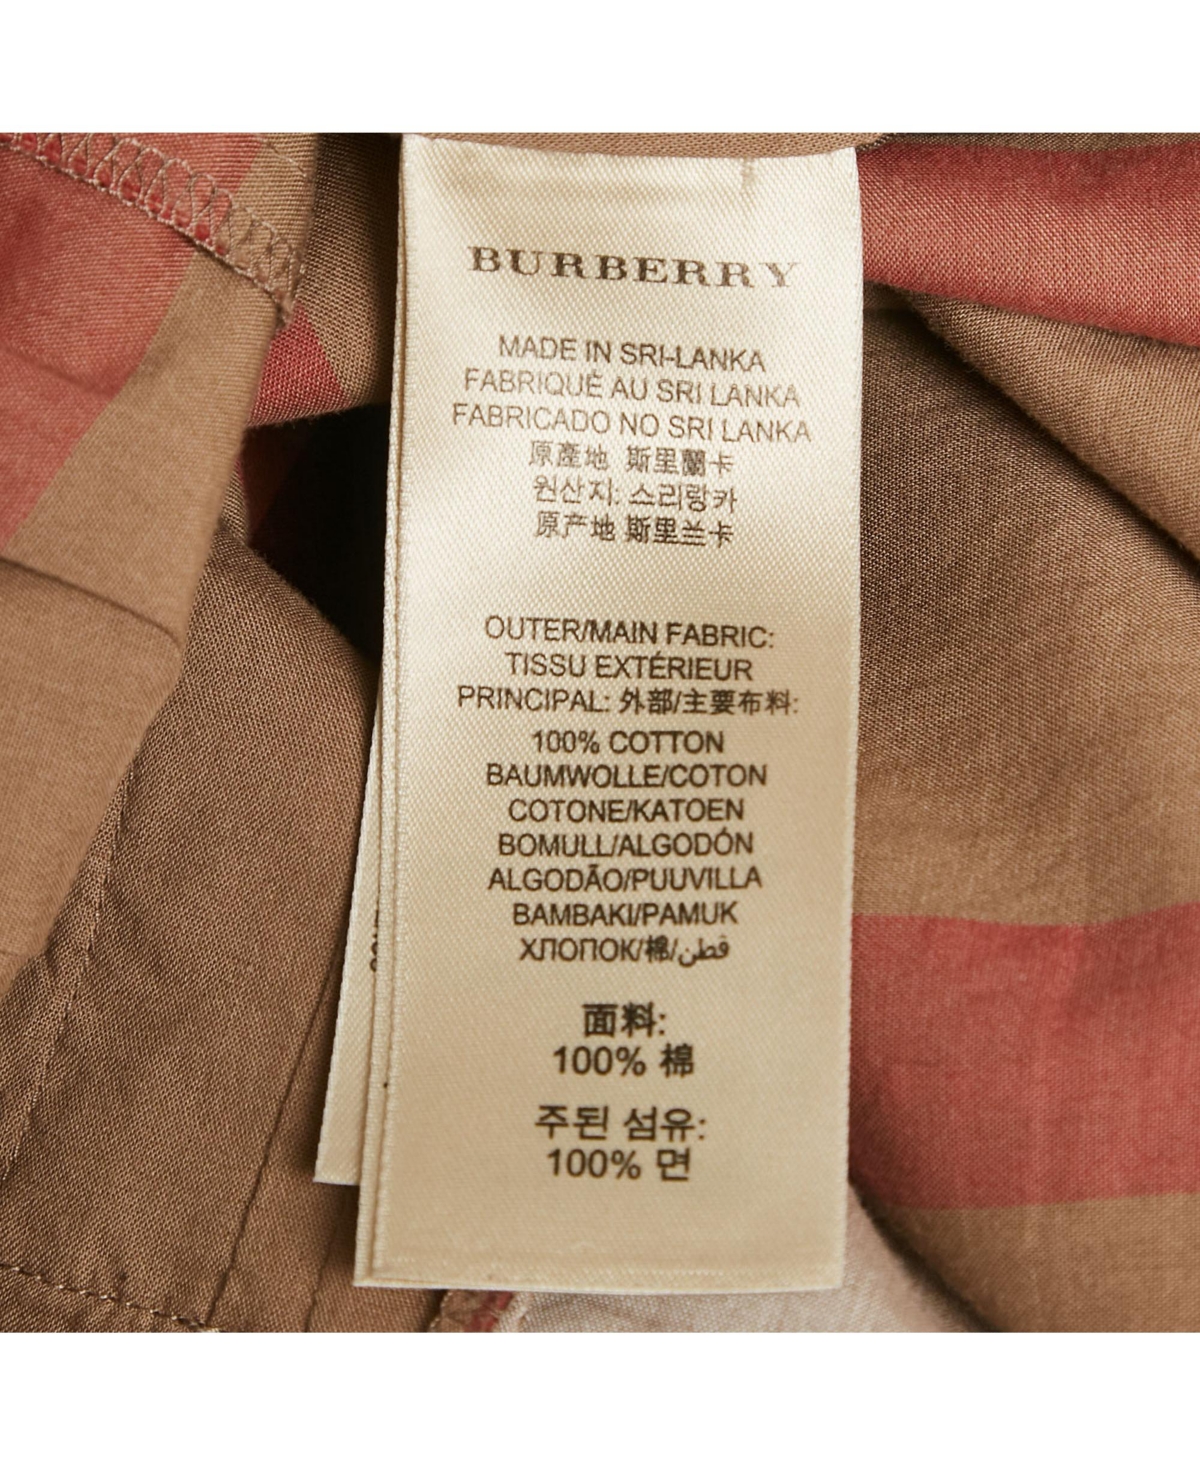 BURBERRY
MADE IN SRI-LANKA
FABRIQUÉ AU SRI LANKA
FABRICADO NO SRI LANKA
原產地 斯里蘭卡
원산지: 스리랑카
原产地 斯里兰卡
OUTER/MAIN FABRIC:
TISSU EXTÉRIEUR
PRINCIPAL: 外部/主要布料:
100% COTTON
BAUMWOLLE/COTON
COTONE/KATOEN
BOMULL/ALGODÓN
ALGODÃO/PUUVILLA
BAMBAKI/PAMUK
ХЛОПОК/棉/قطن
面料:
100% 棉
주된 섬유:
100% 면